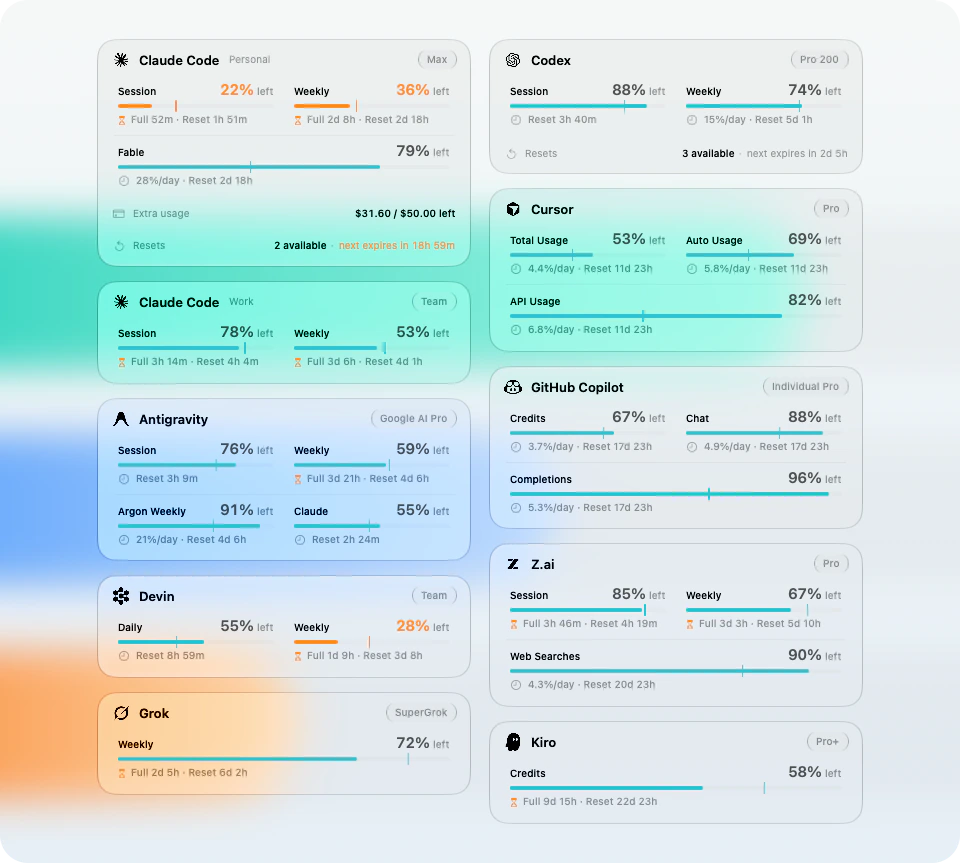 Claude Code Personal Max
Session 22% left Weekly 36% left
Full 52m · Reset 1h 51m Full 2d 8h · Reset 2d 18h
Fable 79% left
28%/day · Reset 2d 18h
Extra usage $31.60 / $50.00 left
Resets 2 available · next expires in 18h 59m
Claude Code Work Team
Session 78% left Weekly 53% left
Full 3h 14m · Reset 4h 4m Full 3d 6h · Reset 4d 1h
Antigravity Google AI Pro
Session 76% left Weekly 59% left
Reset 3h 9m Full 3d 21h · Reset 4d 6h
Argon Weekly 91% left Claude 55% left
21%/day · Reset 4d 6h Reset 2h 24m
Devin Team
Daily 55% left Weekly 28% left
Reset 8h 59m Full 1d 9h · Reset 3d 8h
Grok SuperGrok
Weekly 72% left
Full 2d 5h · Reset 6d 2h
Codex Pro 200
Session 88% left Weekly 74% left
Reset 3h 40m 15%/day · Reset 5d 1h
Resets 3 available · next expires in 2d 5h
Cursor Pro
Total Usage 53% left Auto Usage 69% left
4.4%/day · Reset 11d 23h 5.8%/day · Reset 11d 23h
API Usage 82% left
6.8%/day · Reset 11d 23h
GitHub Copilot Individual Pro
Credits 67% left Chat 88% left
3.7%/day · Reset 17d 23h 4.9%/day · Reset 17d 23h
Completions 96% left
5.3%/day · Reset 17d 23h
Z.ai Pro
Session 85% left Weekly 67% left
Full 3h 46m · Reset 4h 19m Full 3d 3h · Reset 5d 10h
Web Searches 90% left
4.3%/day · Reset 20d 23h
Kiro Pro+
Credits 58% left
Full 9d 15h · Reset 22d 23h